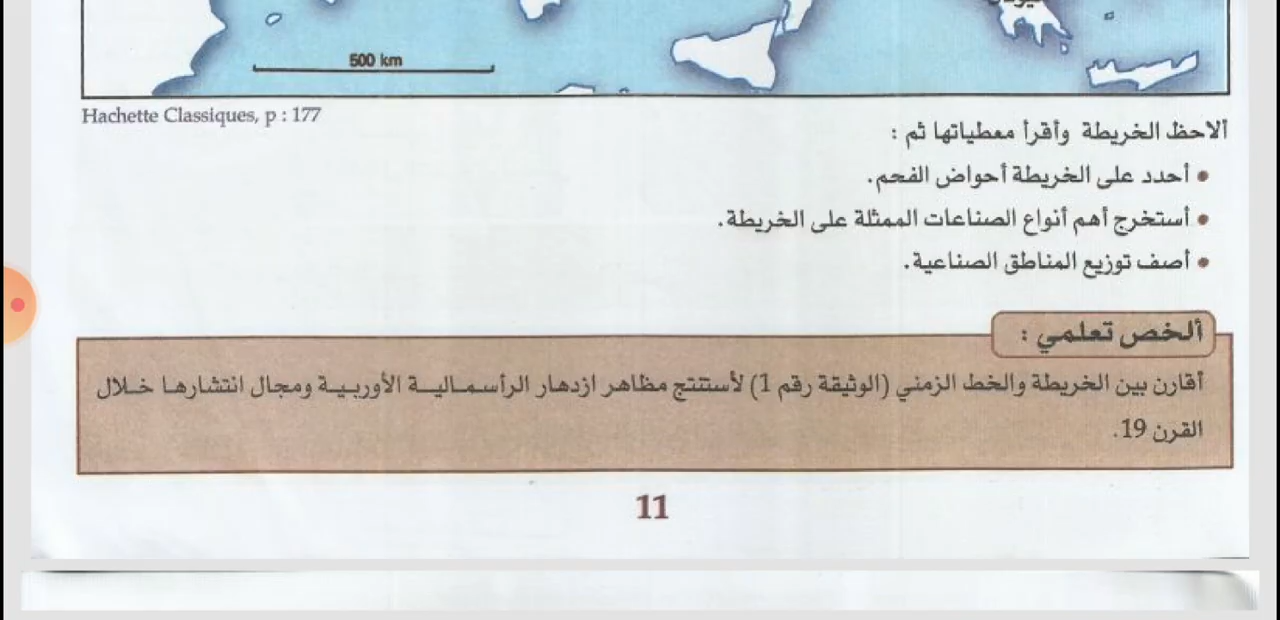 500 km
Hachette Classiques, p : 177
ألاحظ الخريطة وأقرأ معطياتها ثم :
• أحدد على الخريطة أحواض الفحم.
• أستخرج أهم أنواع الصناعات الممثلة على الخريطة.
• أصف توزيع المناطق الصناعية.
ألخص تعلمي :
أقارن بين الخريطة والخط الزمني (الوثيقة رقم 1) لأستنتج مظاهر ازدهار الرأسمالية الأوربية ومجال انتشارها خلال
القرن 19.
11